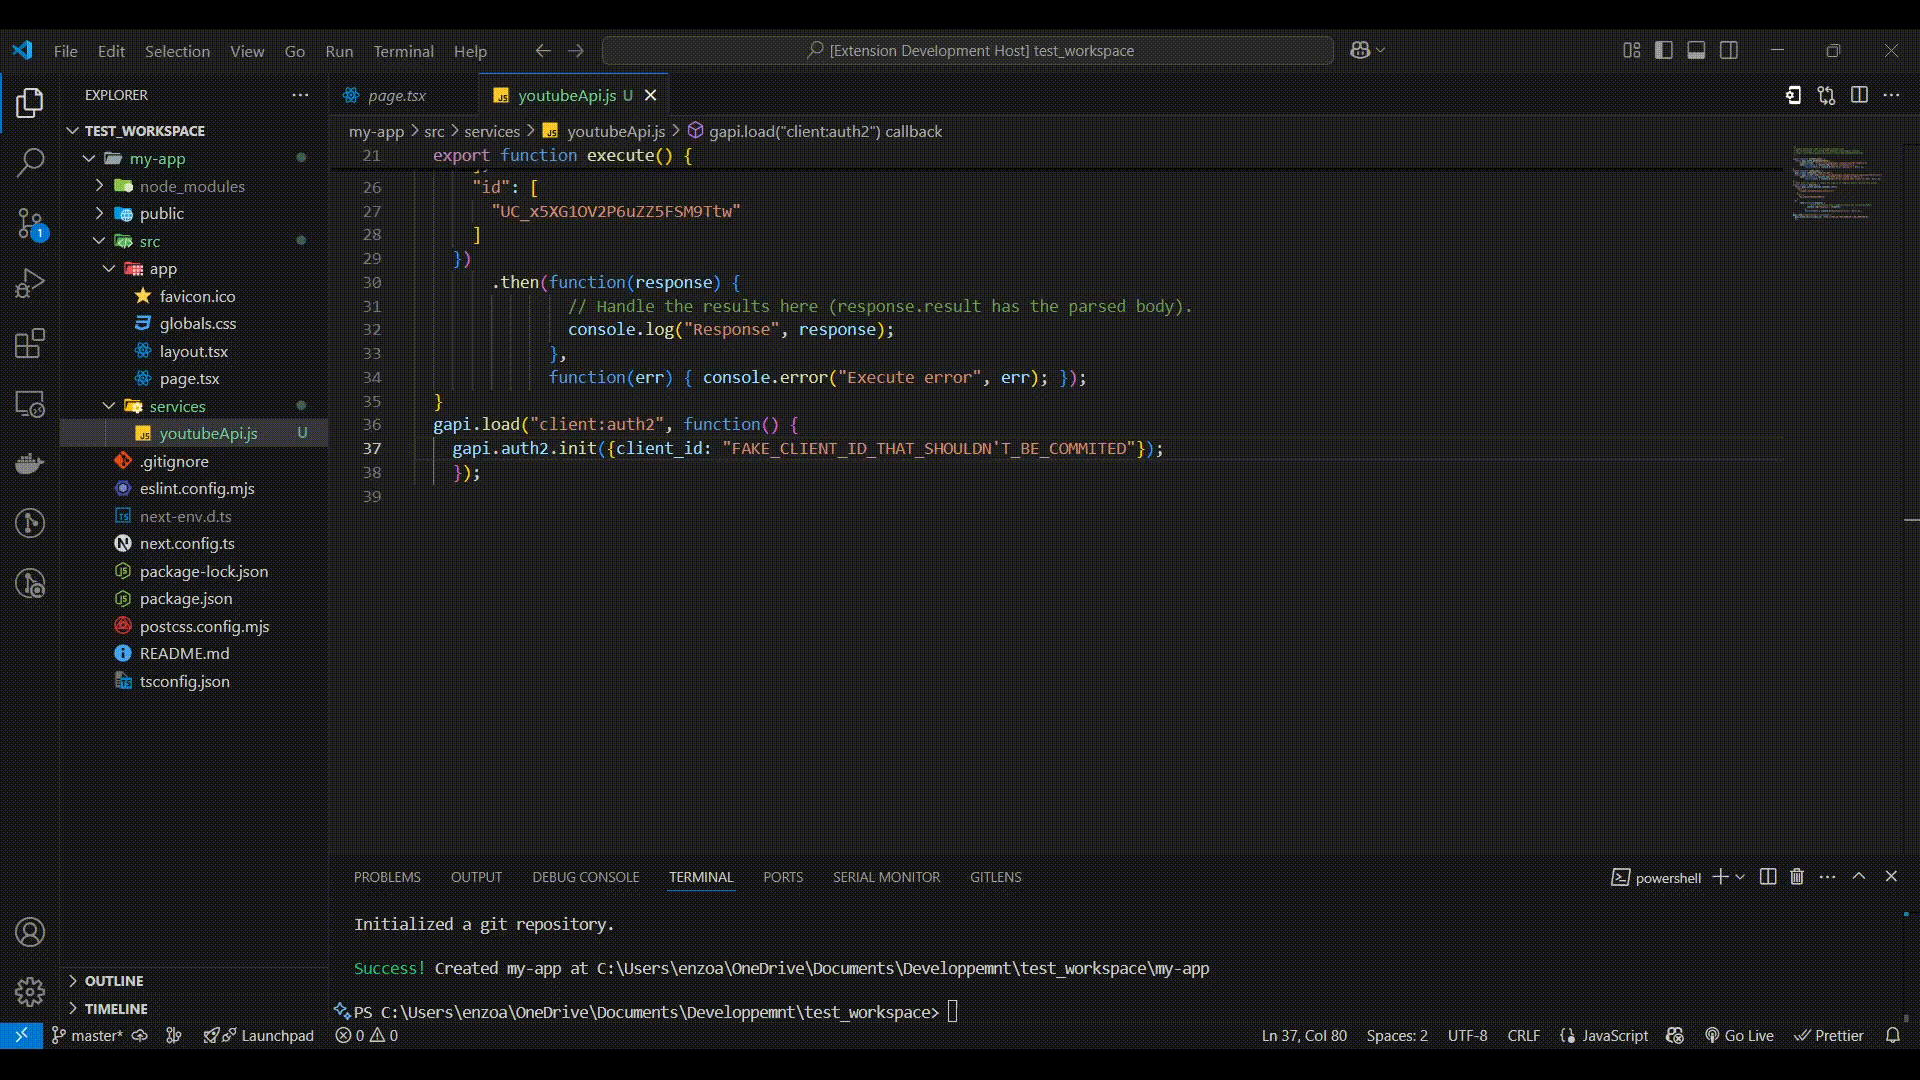 File Edit Selection View Go Run Terminal Help
[Extension Development Host] test_workspace
EXPLORER
TEST_WORKSPACE
my-app
node_modules
public
src
app
favicon.ico
globals.css
layout.tsx
page.tsx
services
youtubeApi.js U
.gitignore
eslint.config.mjs
next-env.d.ts
next.config.ts
package-lock.json
package.json
postcss.config.mjs
README.md
tsconfig.json
OUTLINE
TIMELINE
1
page.tsx youtubeApi.js U
my-app > src > services > youtubeApi.js > gapi.load("client:auth2") callback
21 export function execute() {
26 "id": [
27 "UC_x5XG1OV2P6uZZ5FSM9Ttw"
28 ]
29 })
30 .then(function(response) {
31 // Handle the results here (response.result has the parsed body).
32 console.log("Response", response);
33 },
34 function(err) { console.error("Execute error", err); });
35 }
36 gapi.load("client:auth2", function() {
37 gapi.auth2.init({client_id: "FAKE_CLIENT_ID_THAT_SHOULDN'T_BE_COMMITED"});
38 });
39
PROBLEMS OUTPUT DEBUG CONSOLE TERMINAL PORTS SERIAL MONITOR GITLENS
powershell
Initialized a git repository.
Success! Created my-app at C:\Users\enzoa\OneDrive\Documents\Developpemnt\test_workspace\my-app
PS C:\Users\enzoa\OneDrive\Documents\Developpemnt\test_workspace>
master* Launchpad 0 0 Ln 37, Col 80 Spaces: 2 UTF-8 CRLF JavaScript Go Live Prettier